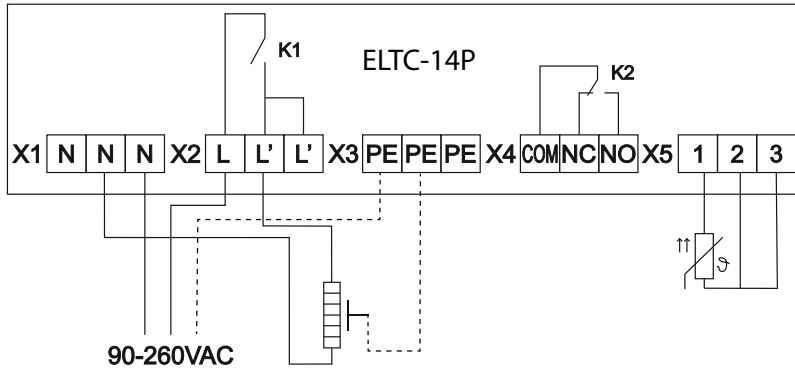 ELTC-14P
K1
K2
X1 N N N X2 L L' L' X3 PE PE PE X4 COM NC NO X5 1 2 3
↑↑
ϑ
90-260VAC